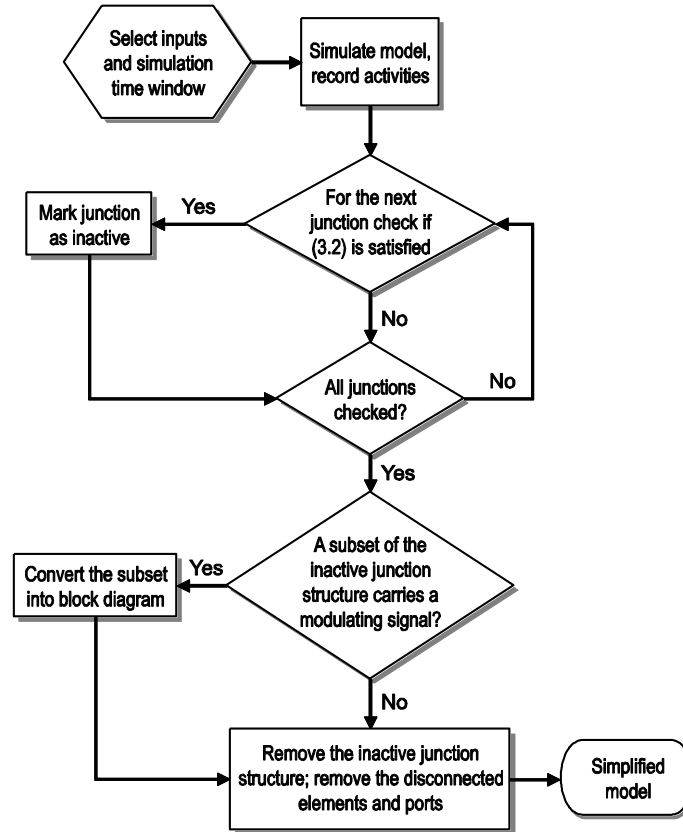 Select inputs
and simulation
time window
Simulate model,
record activities
For the next
junction check if
(3.2) is satisfied
Yes
Mark junction
as inactive
No
All junctions
checked?
No
Yes
A subset of the
inactive junction
structure carries a
modulating signal?
Yes
Convert the subset
into block diagram
No
Remove the inactive junction
structure; remove the disconnected
elements and ports
Simplified
model